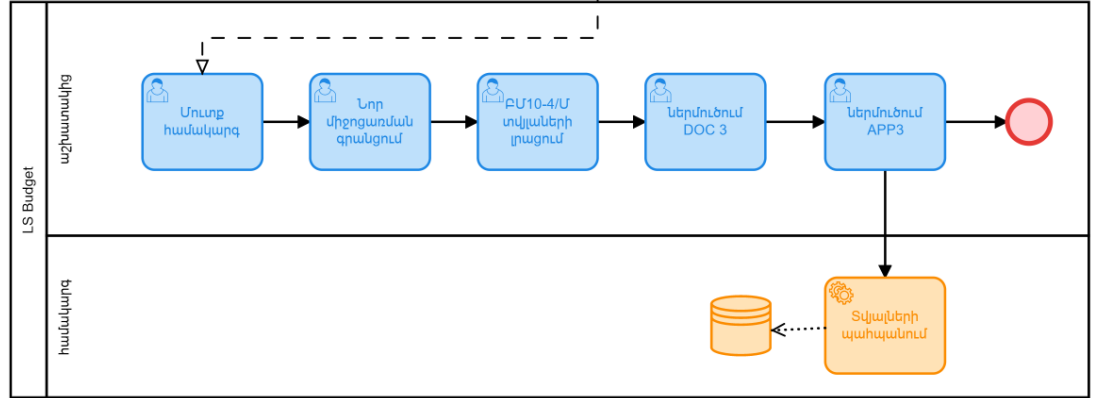 LS Budget
աշխատակից
Մուտք
համակարգ
Նոր
միջոցառման
գրանցում
ԲՄ10-4/Մ
տվյլաների
լրացում
ներմուծում
DOC 3
ներմուծում
APP3
համակարգ
Տվյալների
պահպանում